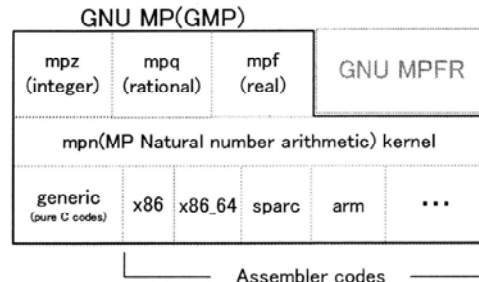 GNU MP(GMP)
mpz mpq mpf
(integer) (rational) (real)
GNU MPFR
mpn(MP Natural number arithmetic) kernel
generic x86 x86_64 sparc arm ...
(pure C codes)
Assembler codes